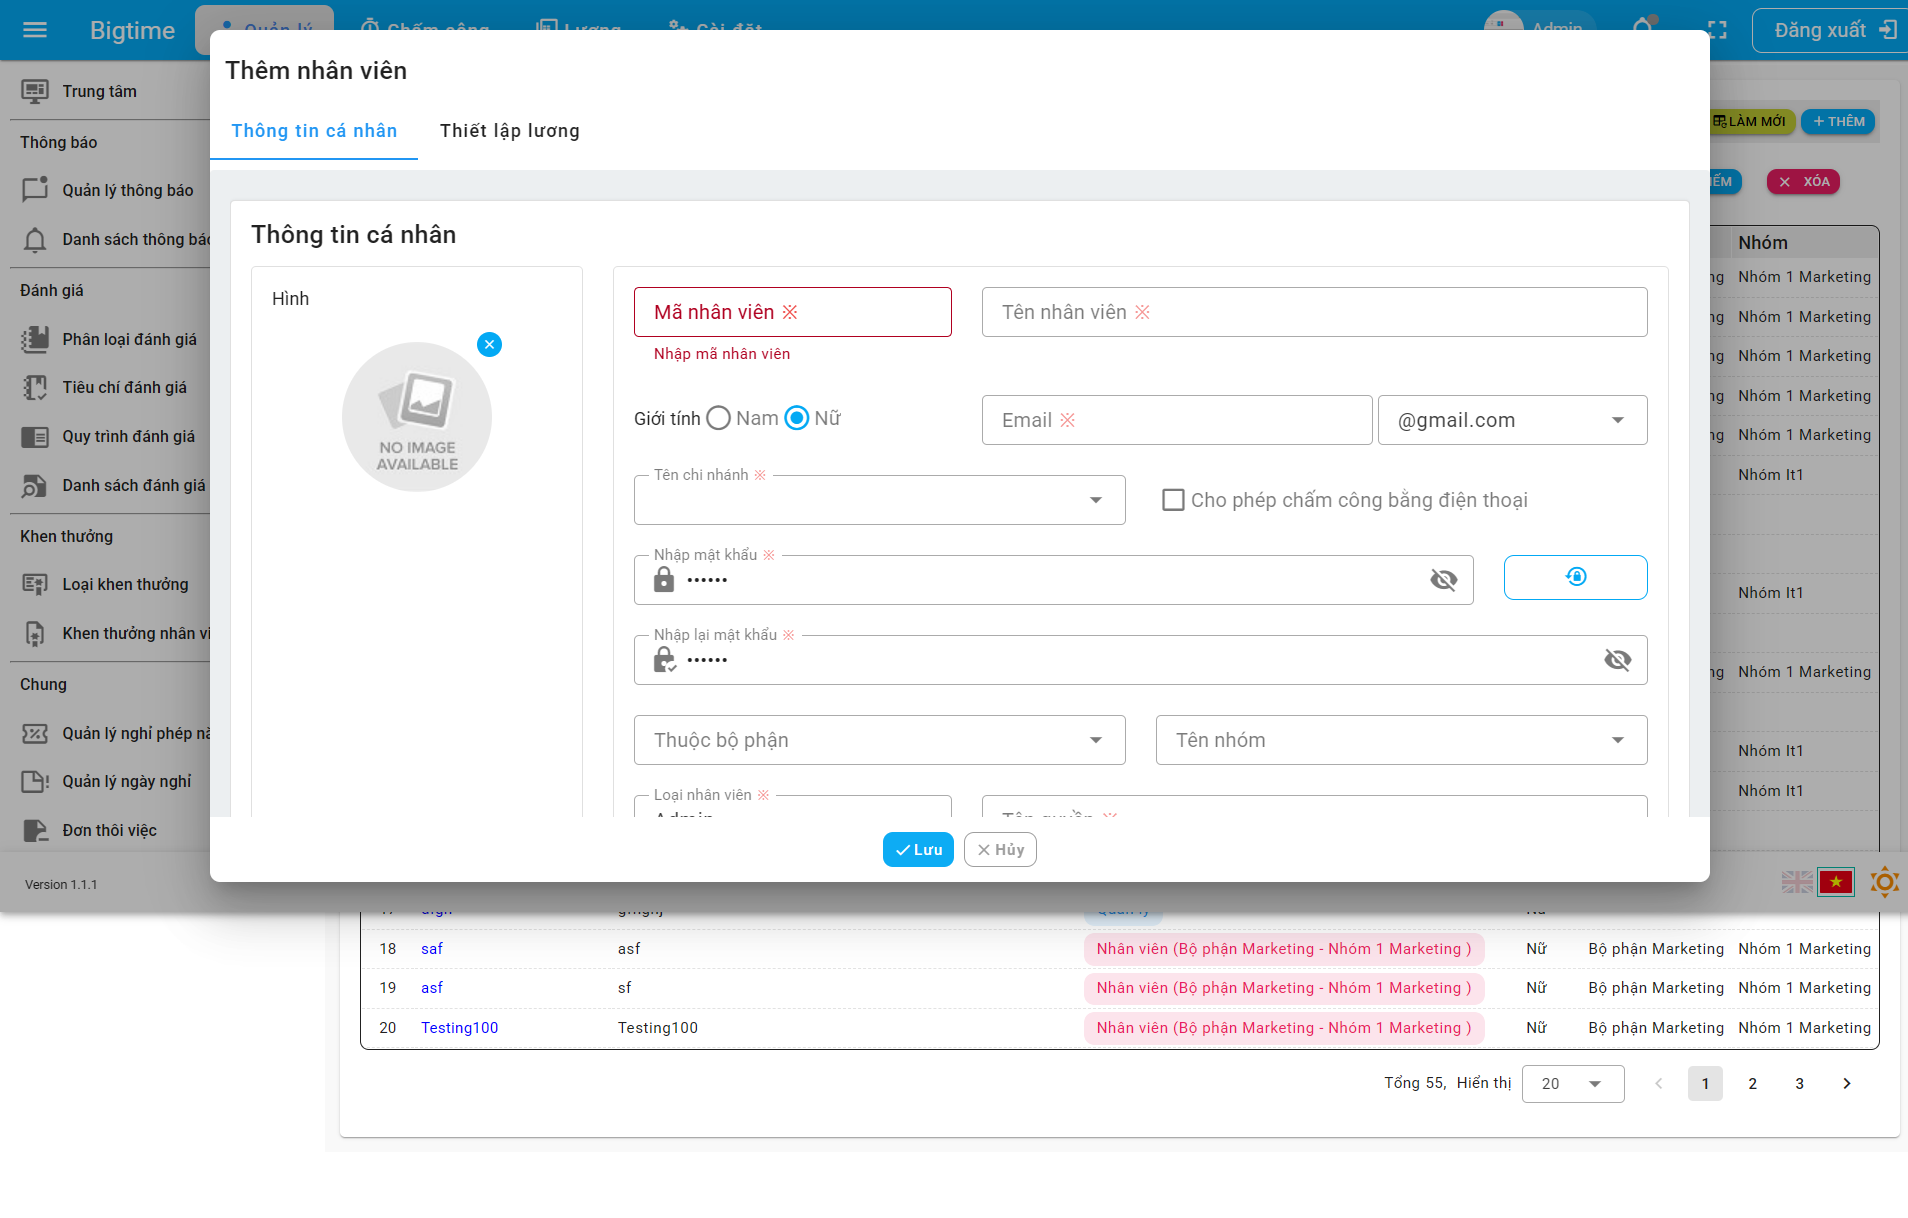 Bigtime
Quản lý
Chấm công
Lương
Cài đặt
Admin
Đăng xuất
Thêm nhân viên
Thông tin cá nhân
Thiết lập lương
Trung tâm
Thông báo
Quản lý thông báo
Danh sách thông báo
Đánh giá
Phân loại đánh giá
Tiêu chí đánh giá
Quy trình đánh giá
Danh sách đánh giá
Khen thưởng
Loại khen thưởng
Khen thưởng nhân vi
Chung
Quản lý nghỉ phép nă
Quản lý ngày nghỉ
Đơn thôi việc
Version 1.1.1
LÀM MỚI
THÊM
XÓA
Thông tin cá nhân
Hình
NO IMAGE
AVAILABLE
Mã nhân viên ※
Nhập mã nhân viên
Tên nhân viên ※
Giới tính Nam Nữ
Email ※
@gmail.com
Tên chi nhánh ※
Cho phép chấm công bằng điện thoại
Nhập mật khẩu ※
••••••
Nhập lại mật khẩu ※
••••••
Thuộc bộ phận
Tên nhóm
Loại nhân viên ※
Admin
Tên quyền ※
Lưu
Hủy
Nhóm
ng Nhóm 1 Marketing
ng Nhóm 1 Marketing
ng Nhóm 1 Marketing
ng Nhóm 1 Marketing
ng Nhóm 1 Marketing
Nhóm It1
Nhóm It1
ng Nhóm 1 Marketing
Nhóm It1
Nhóm It1
18 saf asf Nhân viên (Bộ phận Marketing - Nhóm 1 Marketing ) Nữ Bộ phận Marketing Nhóm 1 Marketing
19 asf sf Nhân viên (Bộ phận Marketing - Nhóm 1 Marketing ) Nữ Bộ phận Marketing Nhóm 1 Marketing
20 Testing100 Testing100 Nhân viên (Bộ phận Marketing - Nhóm 1 Marketing ) Nữ Bộ phận Marketing Nhóm 1 Marketing
Tổng 55, Hiển thị 20 1 2 3